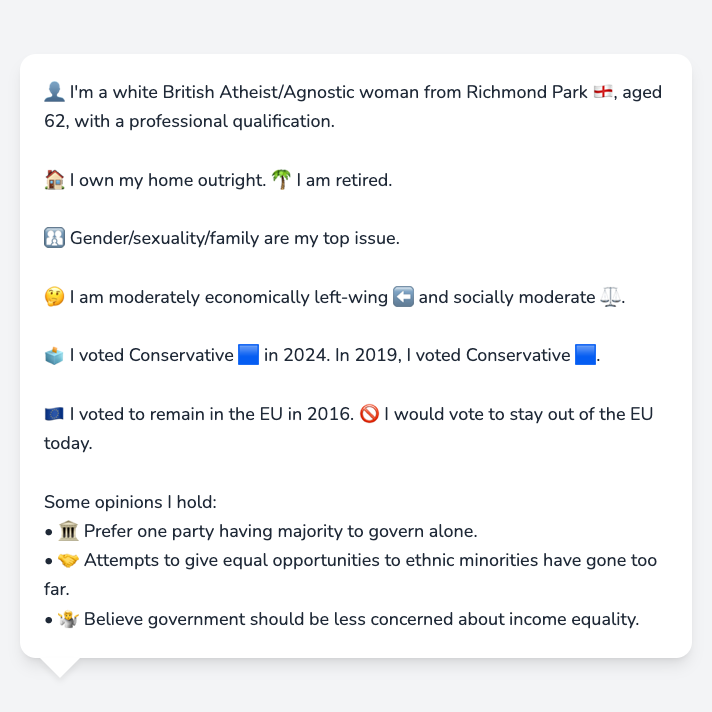 👤 I'm a white British Atheist/Agnostic woman from Richmond Park 🏴󠁧󠁢󠁥󠁮󠁧󠁿, aged
62, with a professional qualification.
🏠 I own my home outright. 🌴 I am retired.
🚻 Gender/sexuality/family are my top issue.
🤔 I am moderately economically left-wing ⬅️ and socially moderate ⚖️.
🗳️ I voted Conservative 🟦 in 2024. In 2019, I voted Conservative 🟦.
🇪🇺 I voted to remain in the EU in 2016. 🚫 I would vote to stay out of the EU
today.
Some opinions I hold:
• 🏛️ Prefer one party having majority to govern alone.
• 🤝 Attempts to give equal opportunities to ethnic minorities have gone too
far.
• 🤷 Believe government should be less concerned about income equality.